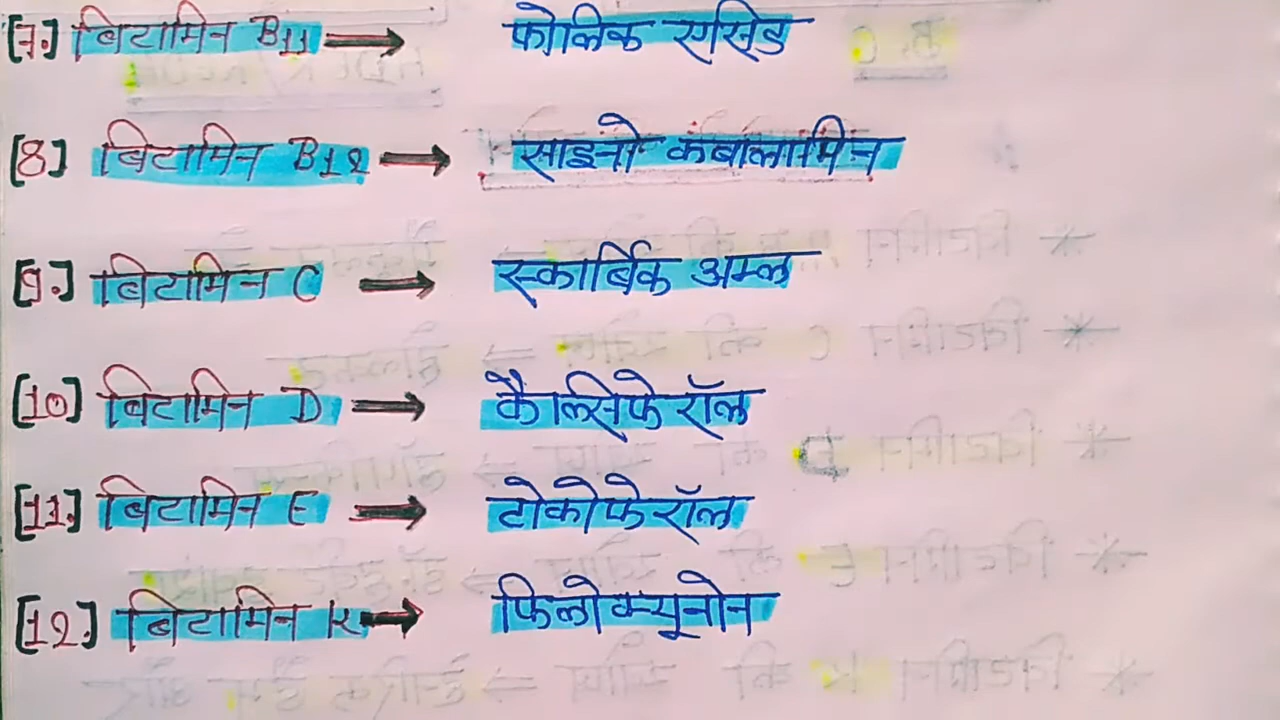 [7.] बिटामिन B11 → फोलिक एसिड
[8] बिटामिन B12 → साइनो कंबालामिन
[9.] बिटामिन C → स्कार्बिक अम्ल
[10] बिटामिन D → कैल्सिफेरॉल
[11.] बिटामिन E → टोकोफेरॉल
[12.] बिटामिन K → फिलोक्यूनोन